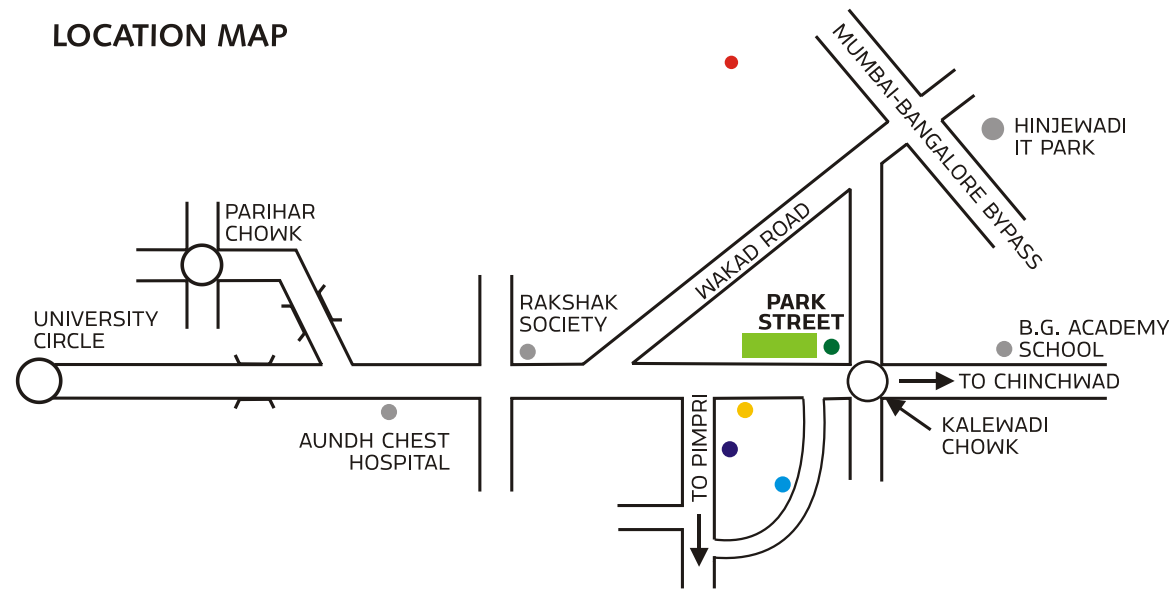 LOCATION MAP
MUMBAI-BANGALORE BYPASS
HINJEWADI
IT PARK
PARIHAR
CHOWK
WAKAD ROAD
UNIVERSITY
CIRCLE
RAKSHAK
SOCIETY
PARK
STREET
B.G. ACADEMY
SCHOOL
TO CHINCHWAD
AUNDH CHEST
HOSPITAL
TO PIMPRI
KALEWADI
CHOWK